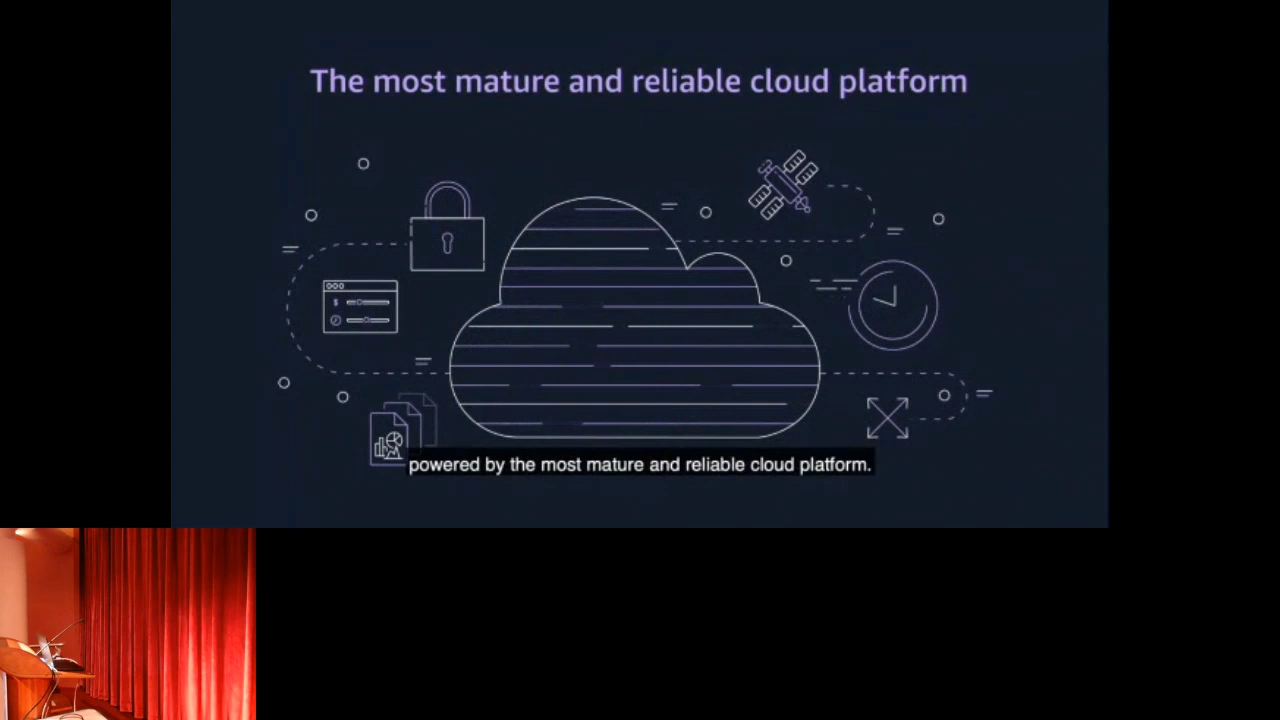 The most mature and reliable cloud platform
$
powered by the most mature and reliable cloud platform.